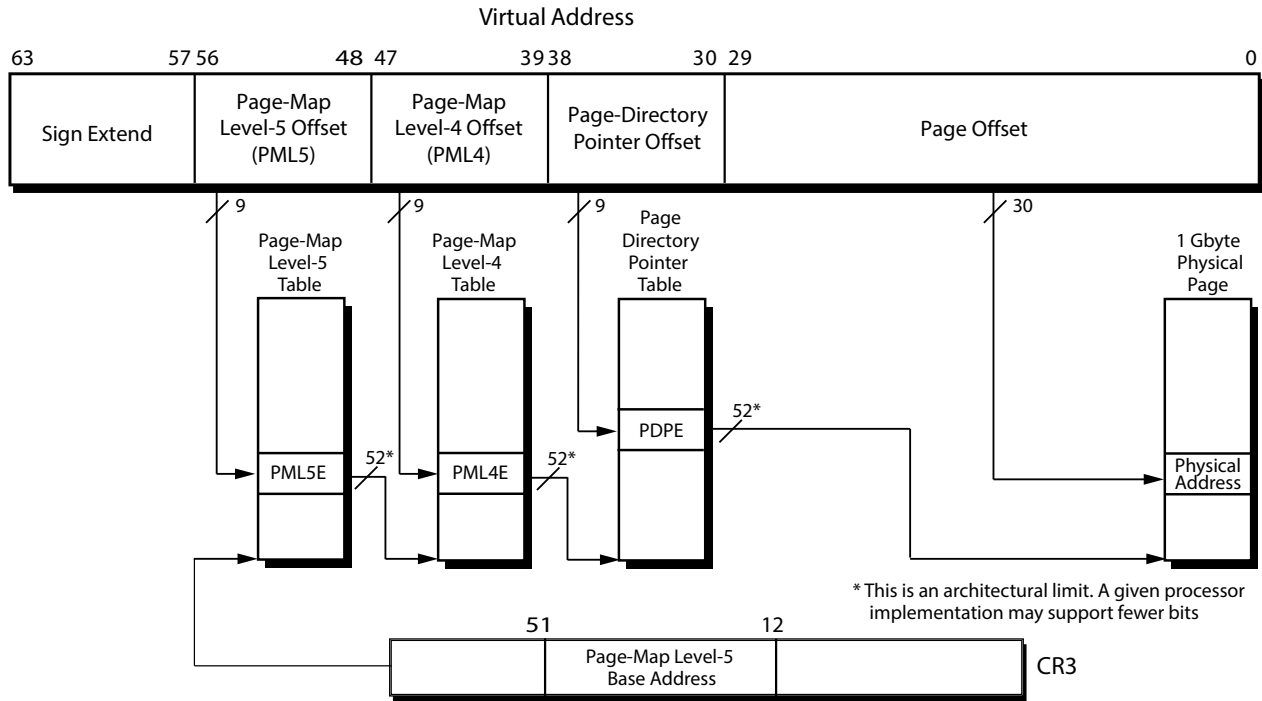 Virtual Address
63 57 56 48 47 39 38 30 29 0
Sign Extend
Page-Map
Level-5 Offset
(PML5)
Page-Map
Level-4 Offset
(PML4)
Page-Directory
Pointer Offset
Page Offset
9 9 9 30
Page-Map
Level-5
Table
Page-Map
Level-4
Table
Page
Directory
Pointer
Table
1 Gbyte
Physical
Page
PML5E
52*
PML4E
52*
PDPE
52*
Physical
Address
* This is an architectural limit. A given processor
implementation may support fewer bits
51 12
Page-Map Level-5
Base Address
CR3